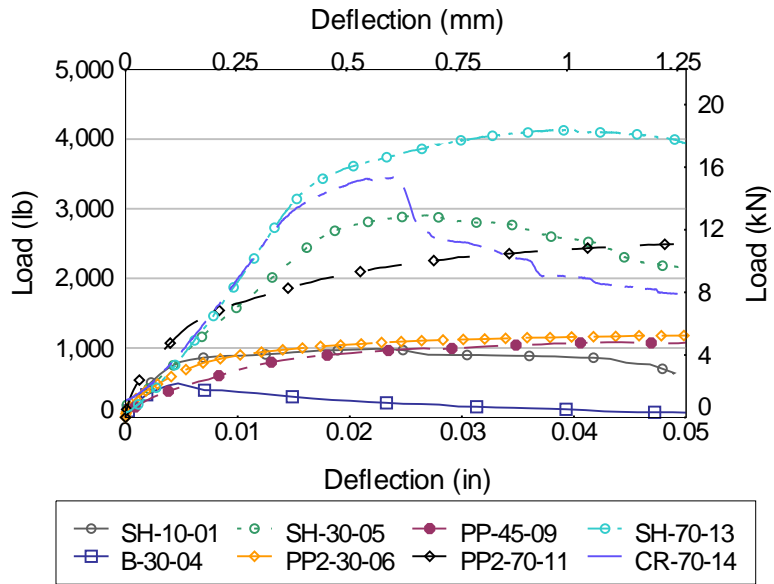 Deflection (mm)
0 0.25 0.5 0.75 1 1.25
5,000
4,000
3,000
2,000
1,000
0
Load (lb)
20
16
12
8
4
0
Load (kN)
0 0.01 0.02 0.03 0.04 0.05
Deflection (in)
SH-10-01 SH-30-05 PP-45-09 SH-70-13
B-30-04 PP2-30-06 PP2-70-11 CR-70-14